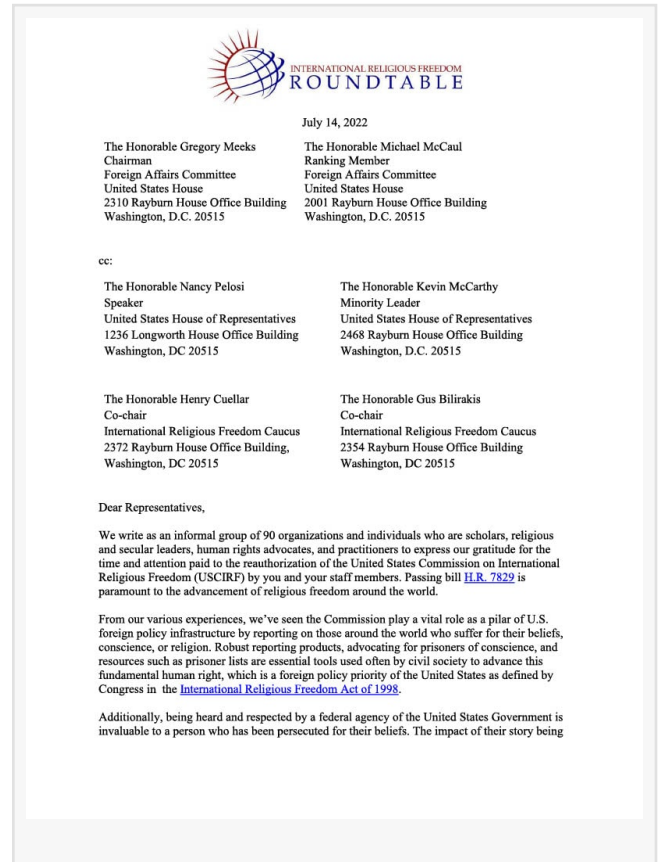 INTERNATIONAL RELIGIOUS FREEDOM
ROUNDTABLE
July 14, 2022
The Honorable Gregory Meeks
Chairman
Foreign Affairs Committee
United States House
2310 Rayburn House Office Building
Washington, D.C. 20515
The Honorable Michael McCaul
Ranking Member
Foreign Affairs Committee
United States House
2001 Rayburn House Office Building
Washington, D.C. 20515
cc:
The Honorable Nancy Pelosi
Speaker
United States House of Representatives
1236 Longworth House Office Building
Washington, DC 20515
The Honorable Kevin McCarthy
Minority Leader
United States House of Representatives
2468 Rayburn House Office Building
Washington, D.C. 20515
The Honorable Henry Cuellar
Co-chair
International Religious Freedom Caucus
2372 Rayburn House Office Building,
Washington, DC 20515
The Honorable Gus Bilirakis
Co-chair
International Religious Freedom Caucus
2354 Rayburn House Office Building
Washington, DC 20515
Dear Representatives,
We write as an informal group of 90 organizations and individuals who are scholars, religious
and secular leaders, human rights advocates, and practitioners to express our gratitude for the
time and attention paid to the reauthorization of the United States Commission on International
Religious Freedom (USCIRF) by you and your staff members. Passing bill H.R. 7829 is
paramount to the advancement of religious freedom around the world.
From our various experiences, we've seen the Commission play a vital role as a pillar of U.S.
foreign policy infrastructure by reporting on those around the world who suffer for their beliefs,
conscience, or religion. Robust reporting products, advocating for prisoners of conscience, and
resources such as prisoner lists are essential tools used often by civil society to advance this
fundamental human right, which is a foreign policy priority of the United States as defined by
Congress in the International Religious Freedom Act of 1998.
Additionally, being heard and respected by a federal agency of the United States Government is
invaluable to a person who has been persecuted for their beliefs. The impact of their story being